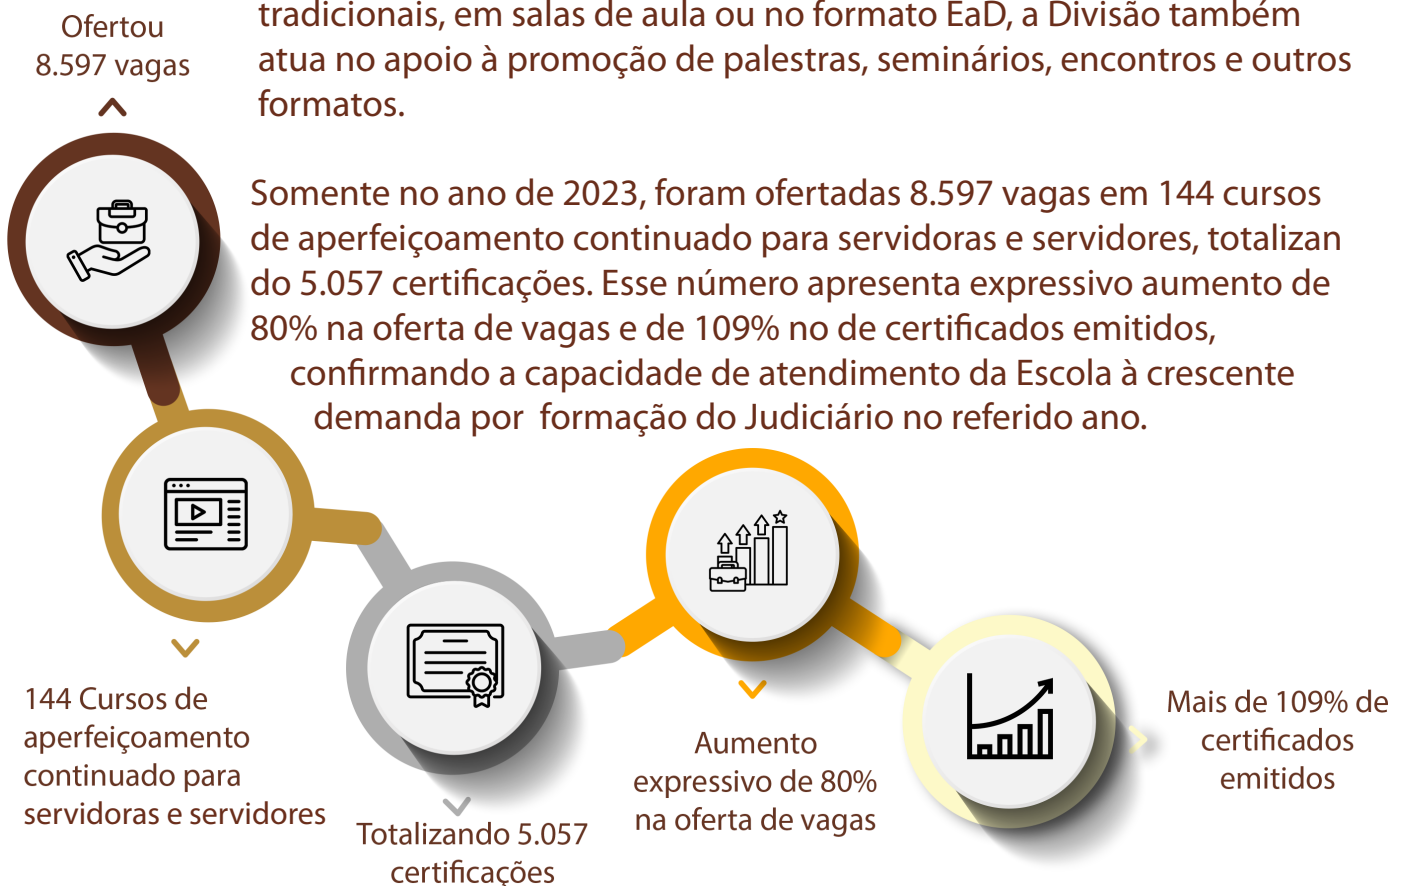 Ofertou
8.597 vagas
tradicionais, em salas de aula ou no formato EaD, a Divisão também
atua no apoio à promoção de palestras, seminários, encontros e outros
formatos.
Somente no ano de 2023, foram ofertadas 8.597 vagas em 144 cursos
de aperfeiçoamento continuado para servidoras e servidores, totalizan
do 5.057 certificações. Esse número apresenta expressivo aumento de
80% na oferta de vagas e de 109% no de certificados emitidos,
confirmando a capacidade de atendimento da Escola à crescente
demanda por  formação do Judiciário no referido ano.
144 Cursos de
aperfeiçoamento
continuado para
servidoras e servidores
Totalizando 5.057
certificações
Aumento
expressivo de 80%
na oferta de vagas
Mais de 109% de
certificados
emitidos